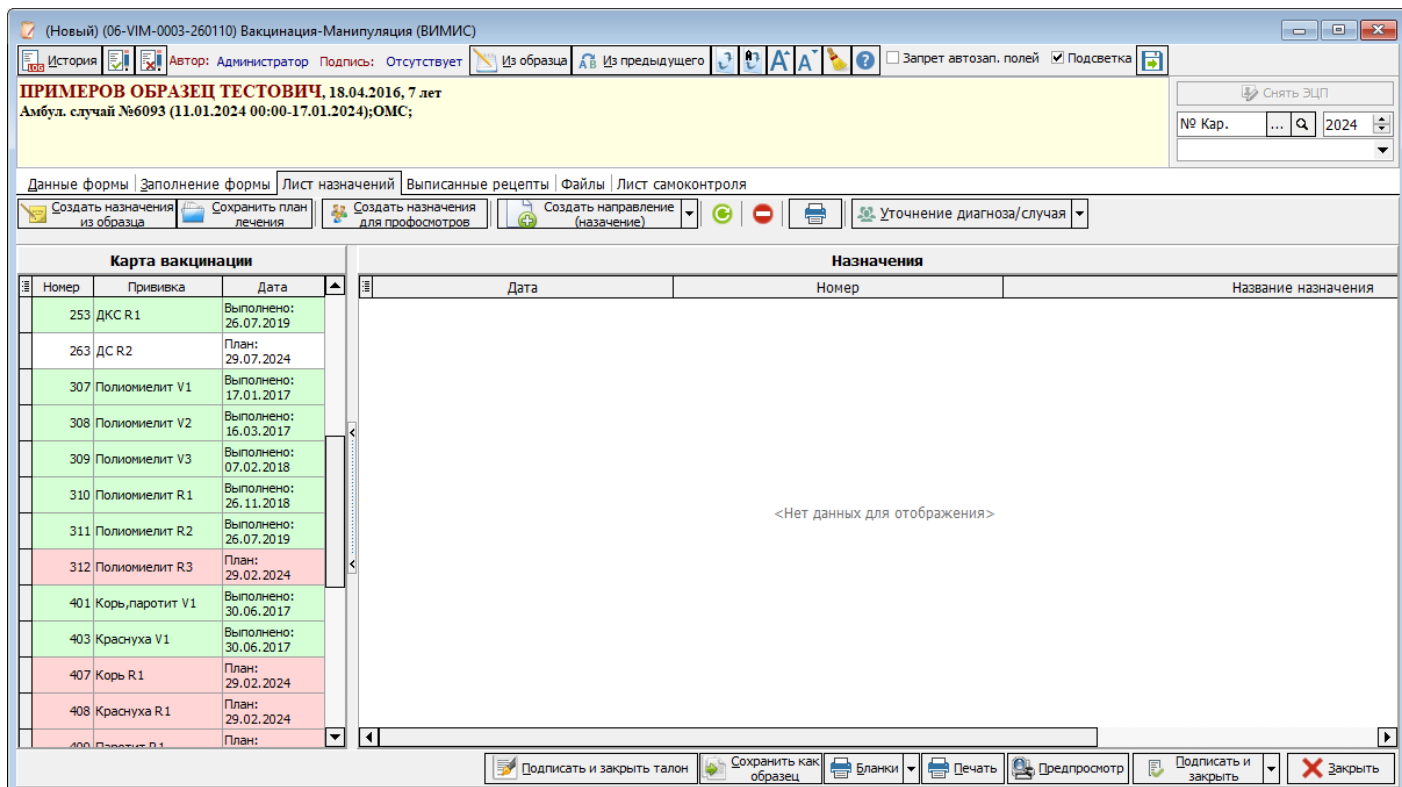 (Новый) (06-VIM-0003-260110) Вакцинация-Манипуляция (ВИМИС)
История Автор: Администратор Подпись: Отсутствует Из образца Из предыдущего Запрет автозап. полей Подсветка
ПРИМЕРОВ ОБРАЗЕЦ ТЕСТОВИЧ, 18.04.2016, 7 лет
Амбул. случай №6093 (11.01.2024 00:00-17.01.2024);ОМС;
Снять ЭЦП
№ Кар. ... 2024
Данные формы Заполнение формы Лист назначений Выписанные рецепты Файлы Лист самоконтроля
Создать назначения из образца
Сохранить план лечения
Создать назначения для профосмотров
Создать направление (назачение)
Уточнение диагноза/случая
Карта вакцинации
Номер Прививка Дата
253 ДКС R1 Выполнено: 26.07.2019
263 ДС R2 План: 29.07.2024
307 Полиомиелит V1 Выполнено: 17.01.2017
308 Полиомиелит V2 Выполнено: 16.03.2017
309 Полиомиелит V3 Выполнено: 07.02.2018
310 Полиомиелит R1 Выполнено: 26.11.2018
311 Полиомиелит R2 Выполнено: 26.07.2019
312 Полиомиелит R3 План: 29.02.2024
401 Корь,паротит V1 Выполнено: 30.06.2017
403 Краснуха V1 Выполнено: 30.06.2017
407 Корь R1 План: 29.02.2024
408 Краснуха R1 План: 29.02.2024
План:
Назначения
Дата Номер Название назначения
<Нет данных для отображения>
Подписать и закрыть талон
Сохранить как образец
Бланки
Печать
Предпросмотр
Подписать и закрыть
Закрыть